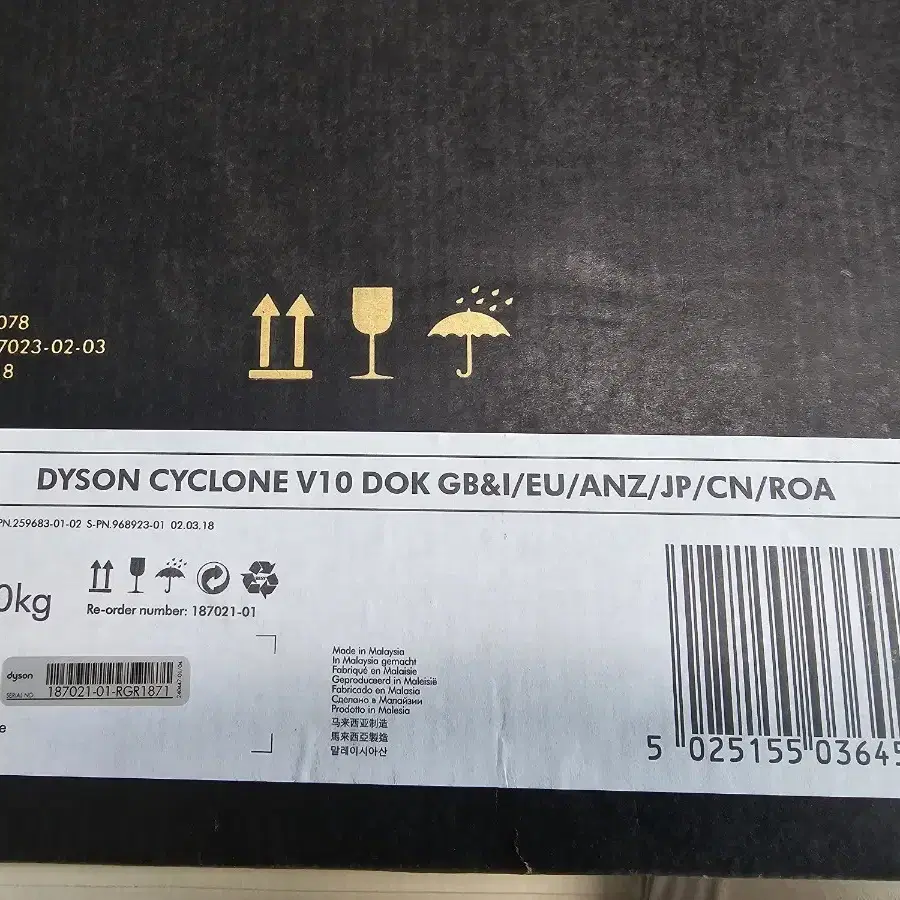 078
7023-02-03
8
DYSON CYCLONE V10 DOK GB&I/EU/ANZ/JP/CN/ROA
PN.259683-01-02 S-PN.968923-01 02.03.18
0kg
Re-order number: 187021-01
dyson
SERIAL NO.
187021-01-RGR1871
Made in Malaysia
In Malaysia gemacht
Fabriqué en Malaisie
Geproduceerd in Maleisië
Fabricado en Malasia
Сделано в Малайзии
Prodotto in Malesia
马来西亚制造
馬來西亞製造
말레이시아산
e
5 025155 03645